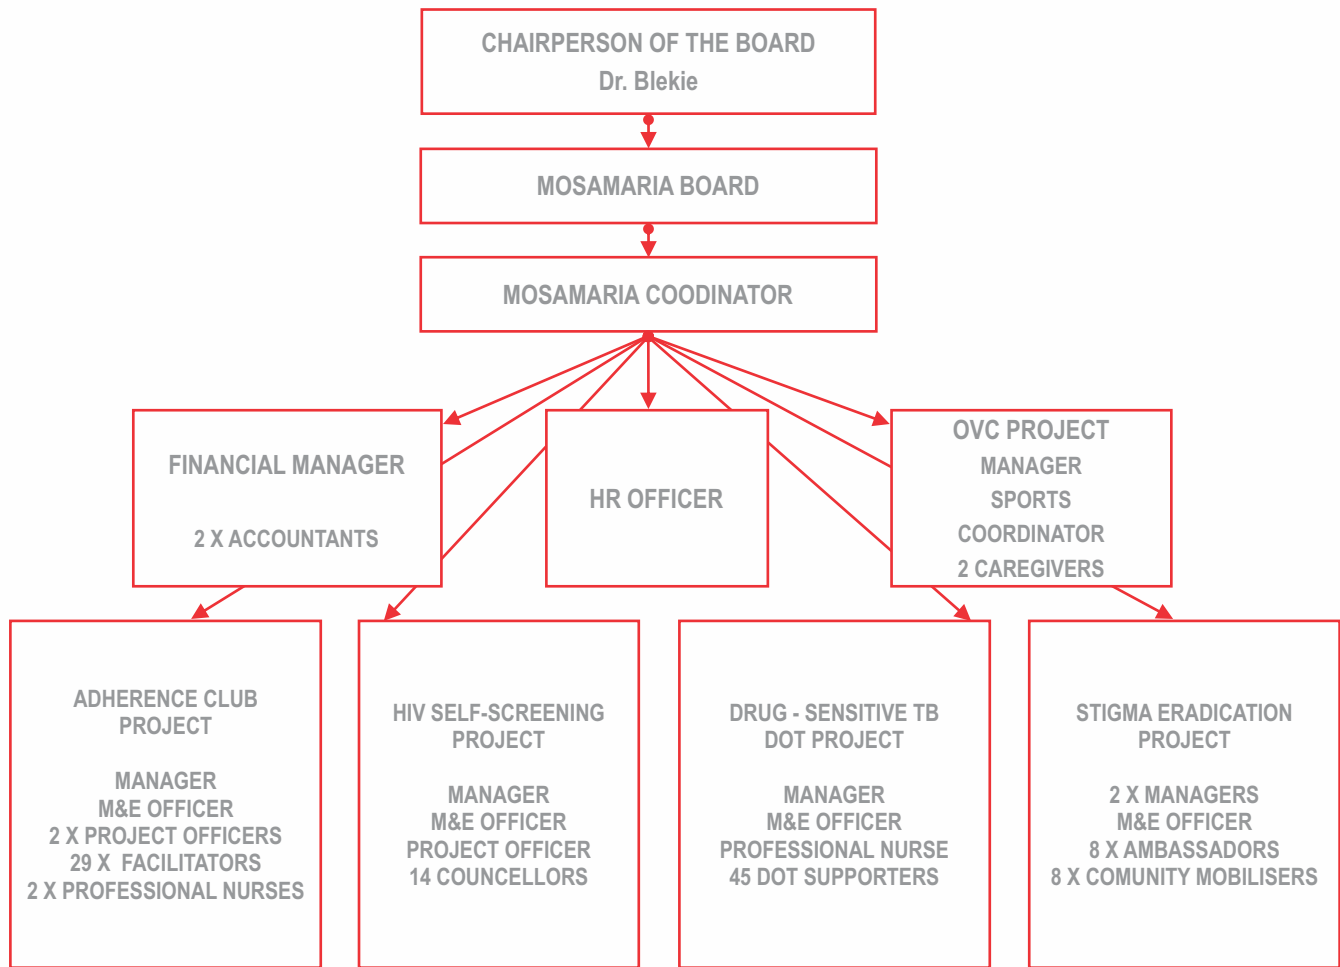 CHAIRPERSON OF THE BOARD
Dr. Blekie
MOSAMARIA BOARD
MOSAMARIA COODINATOR
FINANCIAL MANAGER
2 X ACCOUNTANTS
HR OFFICER
OVC PROJECT
MANAGER
SPORTS
COORDINATOR
2 CAREGIVERS
ADHERENCE CLUB
PROJECT
MANAGER
M&E OFFICER
2 X PROJECT OFFICERS
29 X FACILITATORS
2 X PROFESSIONAL NURSES
HIV SELF-SCREENING
PROJECT
MANAGER
M&E OFFICER
PROJECT OFFICER
14 COUNCELLORS
DRUG - SENSITIVE TB
DOT PROJECT
MANAGER
M&E OFFICER
PROFESSIONAL NURSE
45 DOT SUPPORTERS
STIGMA ERADICATION
PROJECT
2 X MANAGERS
M&E OFFICER
8 X AMBASSADORS
8 X COMUNITY MOBILISERS